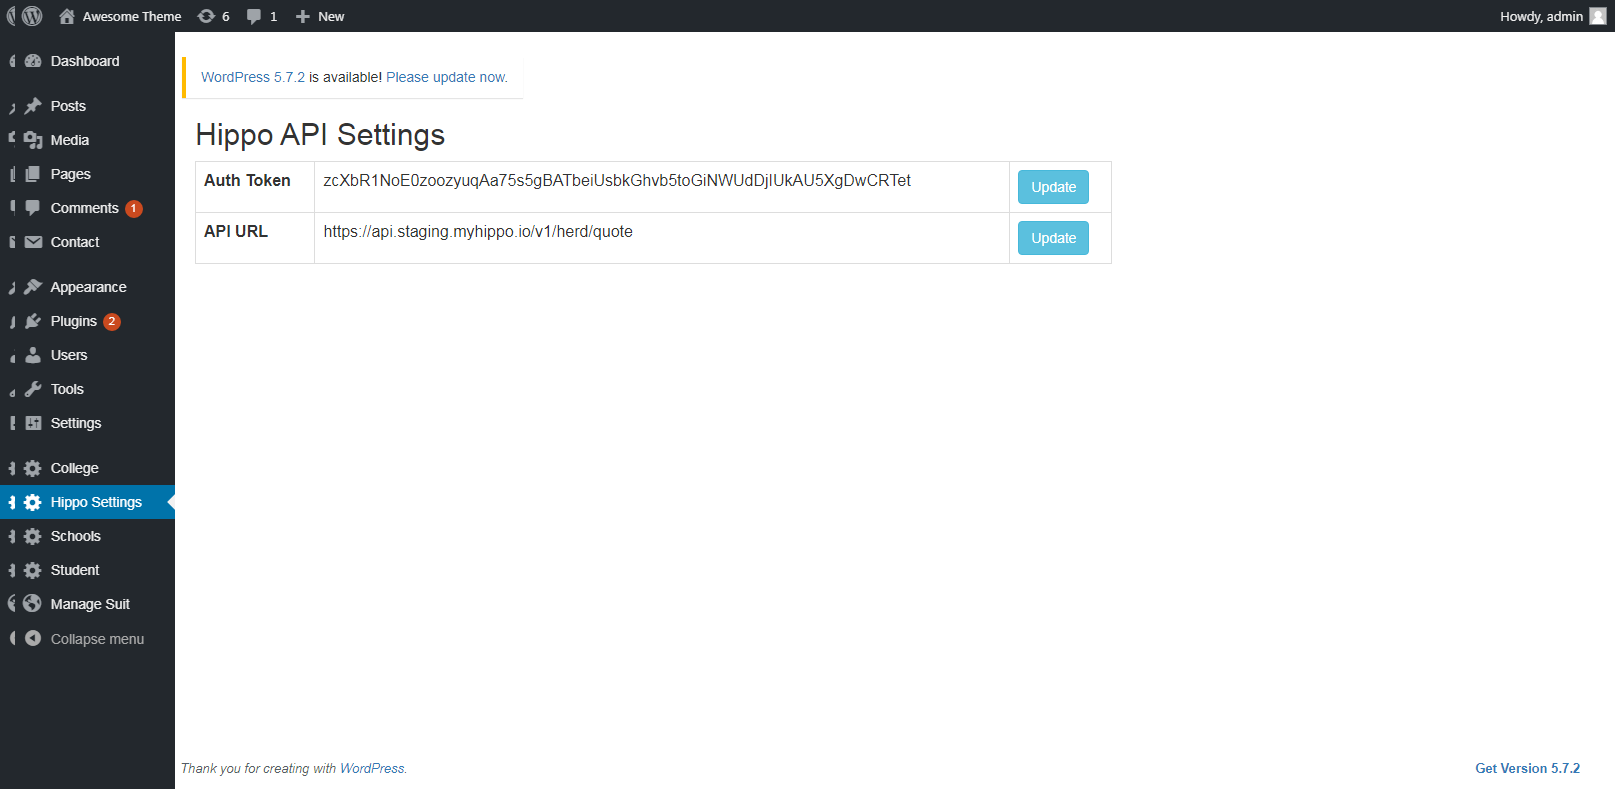 Awesome Theme 6 1 New Howdy, admin
Dashboard
Posts
Media
Pages
Comments 1
Contact
Appearance
Plugins 2
Users
Tools
Settings
College
Hippo Settings
Schools
Student
Manage Suit
Collapse menu
WordPress 5.7.2 is available! Please update now.
Hippo API Settings
Auth Token zcXbR1NoE0zoozyuqAa75s5gBATbeiUsbkGhvb5toGiNWUdDjIUkAU5XgDwCRTet Update
API URL https://api.staging.myhippo.io/v1/herd/quote Update
Thank you for creating with WordPress. Get Version 5.7.2